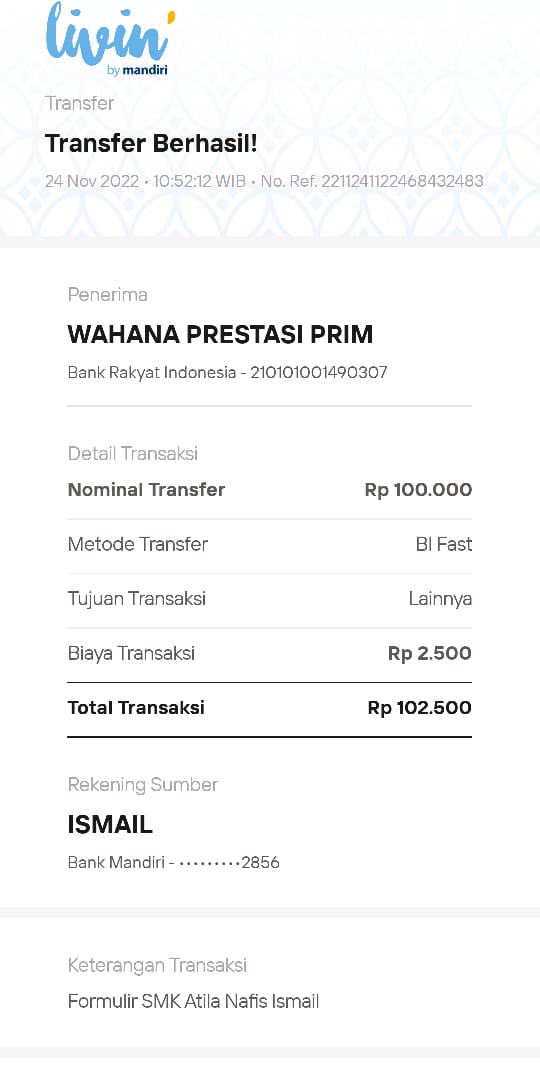 livin'
by mandiri
Transfer
Transfer Berhasil!
24 Nov 2022 • 10:52:12 WIB • No. Ref. 2211241122468432483
Penerima
WAHANA PRESTASI PRIM
Bank Rakyat Indonesia - 210101001490307
Detail Transaksi
Nominal Transfer Rp 100.000
Metode Transfer BI Fast
Tujuan Transaksi Lainnya
Biaya Transaksi Rp 2.500
Total Transaksi Rp 102.500
Rekening Sumber
ISMAIL
Bank Mandiri - •••••••••2856
Keterangan Transaksi
Formulir SMK Atila Nafis Ismail